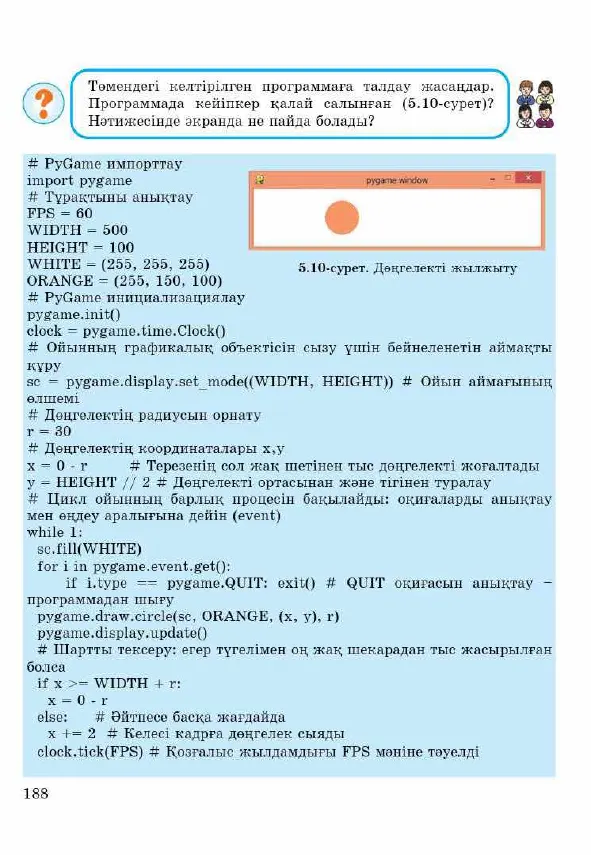 Төмендегі келтірілген программаға талдау жасаңдар.
Программада кейіпкер қалай салынған (5.10-сурет)?
Нәтижесінде экранда не пайда болады?
# PyGame импорттау
import pygame
# Тұрақтыны анықтау
FPS = 60
WIDTH = 500
HEIGHT = 100
WHITE = (255, 255, 255)
ORANGE = (255, 150, 100)
pygame window
5.10-сурет. Дөңгелекті жылжыту
# PyGame инициализациялау
pygame.init()
clock = pygame.time.Clock()
# Ойынның графикалық объектісін сызу үшін бейнеленетін аймақты
құру
sc = pygame.display.set_mode((WIDTH, HEIGHT)) # Ойын аймағының
өлшемі
# Дөңгелектің радиусын орнату
r = 30
# Дөңгелектің координаталары x,y
x = 0 - r # Терезенің сол жақ шетінен тыс дөңгелекті жоғалтады
y = HEIGHT // 2 # Дөңгелекті ортасынан және тігінен туралау
# Цикл ойынның барлық процесін бақылайды: оқиғаларды анықтау
мен өңдеу аралығына дейін (event)
while 1:
sc.fill(WHITE)
for i in pygame.event.get():
if i.type == pygame.QUIT: exit() # QUIT оқиғасын анықтау –
программадан шығу
pygame.draw.circle(sc, ORANGE, (x, y), r)
pygame.display.update()
# Шартты тексеру: егер түгелімен оң жақ шекарадан тыс жасырылған
болса
if x >= WIDTH + r:
x = 0 - r
else: # Әйтпесе басқа жағдайда
x += 2 # Келесі кадрға дөңгелек сыяды
clock.tick(FPS) # Қозғалыс жылдамдығы FPS мәніне тәуелді
188